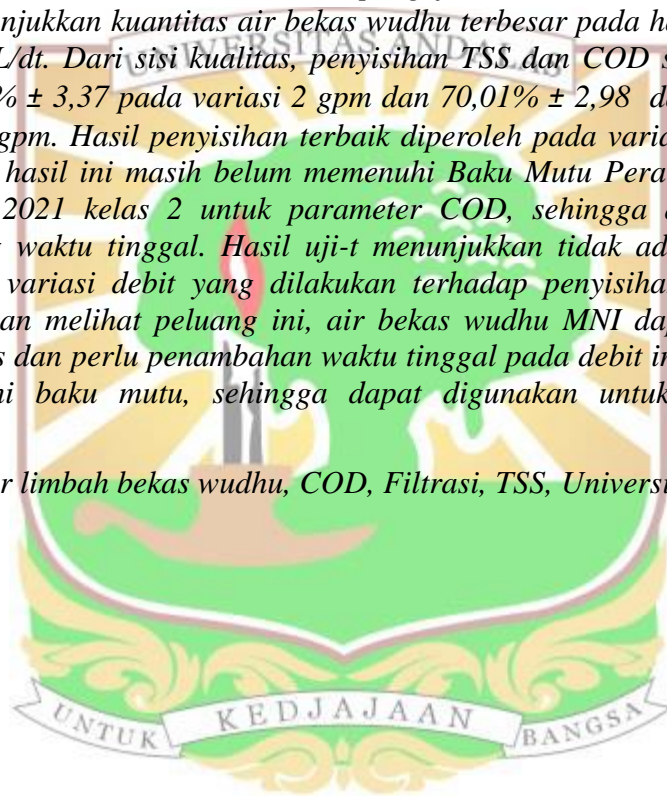 njukkan kuantitas air bekas wudhu terbesar pada ha
L/dt. Dari sisi kualitas, penyisihan TSS dan COD s
UNIVERSITAS ANDALAS
% ± 3,37 pada variasi 2 gpm dan 70,01% ± 2,98 d
gpm. Hasil penyisihan terbaik diperoleh pada varia
hasil ini masih belum memenuhi Baku Mutu Pera
2021 kelas 2 untuk parameter COD, sehingga
waktu tinggal. Hasil uji-t menunjukkan tidak ad
variasi debit yang dilakukan terhadap penyisiha
an melihat peluang ini, air bekas wudhu MNI da
s dan perlu penambahan waktu tinggal pada debit in
ni baku mutu, sehingga dapat digunakan untuk
r limbah bekas wudhu, COD, Filtrasi, TSS, Universi
UNTUK KEDJAJAAN BANGSA